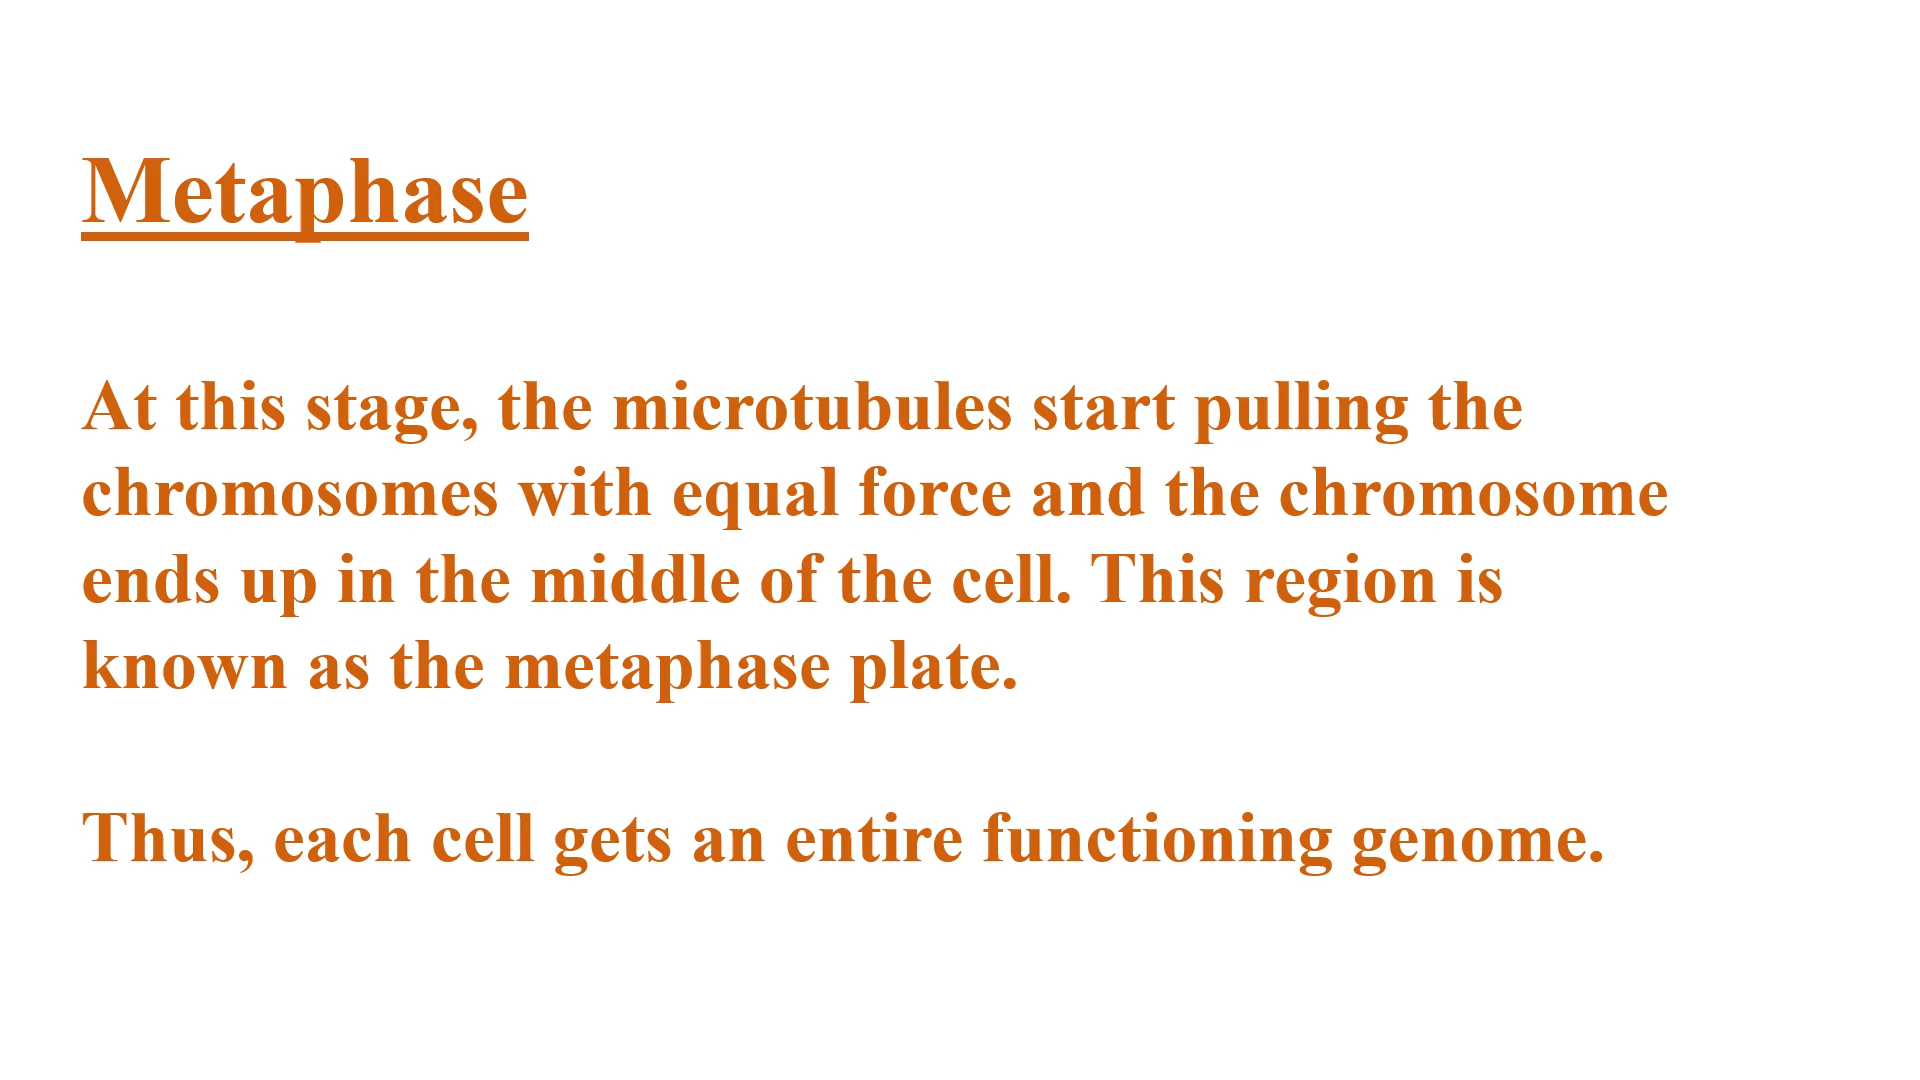 Metaphase
At this stage, the microtubules start pulling the
chromosomes with equal force and the chromosome
ends up in the middle of the cell. This region is
known as the metaphase plate.
Thus, each cell gets an entire functioning genome.